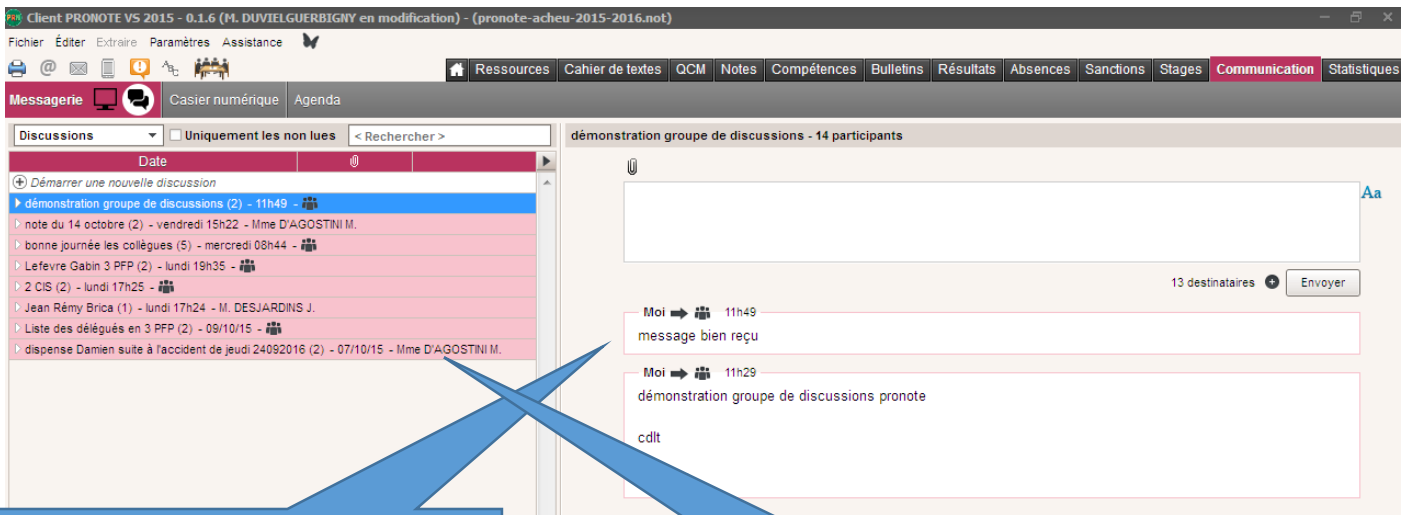 Client PRONOTE VS 2015 - 0.1.6 (M. DUVIELGUERBIGNY en modification) - (pronote-acheu-2015-2016.not)
Fichier Éditer Extraire Paramètres Assistance
Ressources Cahier de textes QCM Notes Compétences Bulletins Résultats Absences Sanctions Stages Communication Statistiques
Messagerie Casier numérique Agenda
Discussions Uniquement les non lues < Rechercher >
Date
Démarrer une nouvelle discussion
démonstration groupe de discussions (2) - 11h49 -
note du 14 octobre (2) - vendredi 15h22 - Mme D'AGOSTINI M.
bonne journée les collègues (5) - mercredi 08h44 -
Lefevre Gabin 3 PFP (2) - lundi 19h35 -
2 CIS (2) - lundi 17h25 -
Jean Rémy Brica (1) - lundi 17h24 - M. DESJARDINS J.
Liste des délégués en 3 PFP (2) - 09/10/15 -
dispense Damien suite à l'accident de jeudi 24092016 (2) - 07/10/15 - Mme D'AGOSTINI M.
démonstration groupe de discussions - 14 participants
Aa
13 destinataires Envoyer
Moi 11h49
message bien reçu
Moi 11h29
démonstration groupe de discussions pronote
cdlt